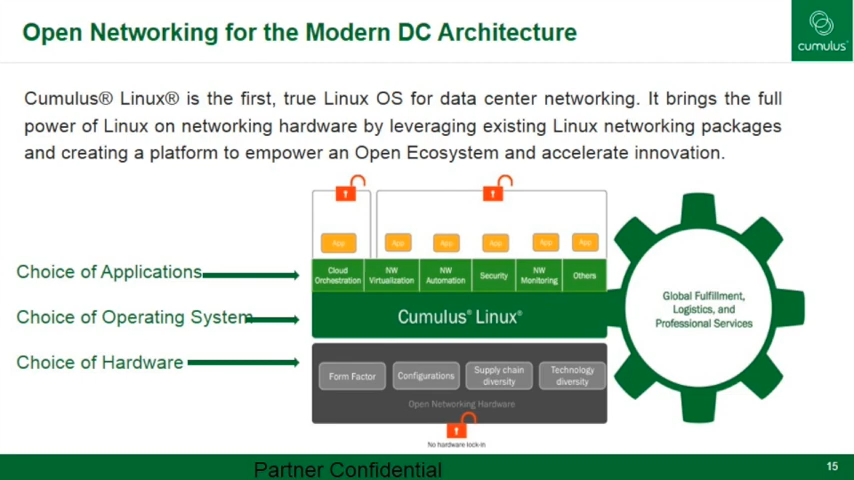 Open Networking for the Modern DC Architecture
cumulus
Cumulus® Linux® is the first, true Linux OS for data center networking. It brings the full
power of Linux on networking hardware by leveraging existing Linux networking packages
and creating a platform to empower an Open Ecosystem and accelerate innovation.
App App App App App App
Choice of Applications
Cloud Orchestration
NW Virtualization
NW Automation
Security
NW Monitoring
Others
Choice of Operating System
Cumulus® Linux®
Choice of Hardware
Form Factor
Configurations
Supply chain diversity
Technology diversity
Open Networking Hardware
No hardware lock-in
Global Fulfillment,
Logistics, and
Professional Services
Partner Confidential
15